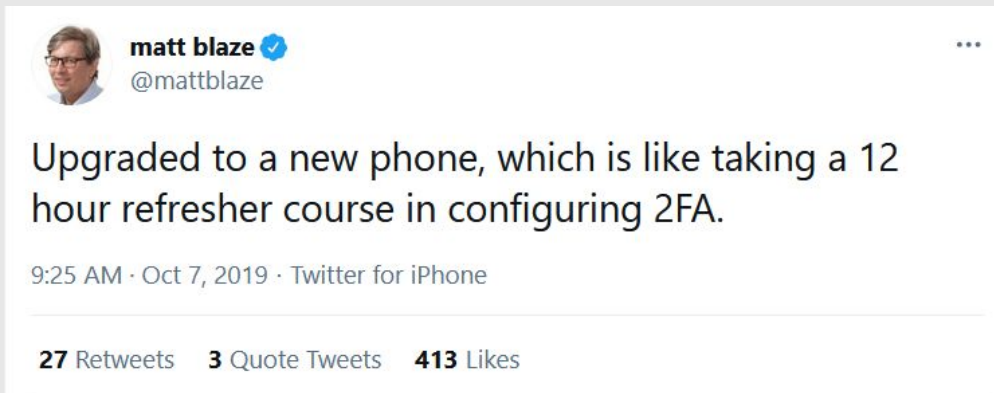 matt blaze
@mattblaze
Upgraded to a new phone, which is like taking a 12
hour refresher course in configuring 2FA.
9:25 AM · Oct 7, 2019 · Twitter for iPhone
27 Retweets 3 Quote Tweets 413 Likes